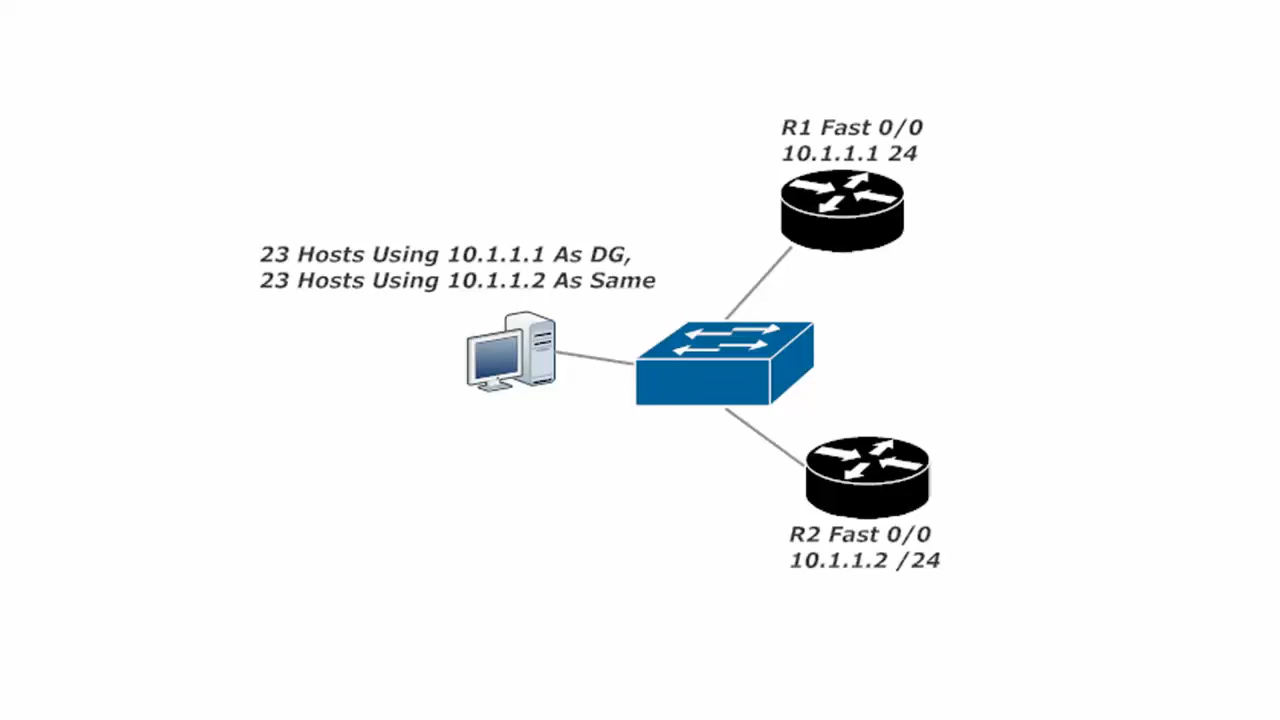 R1 Fast 0/0
10.1.1.1 24
23 Hosts Using 10.1.1.1 As DG,
23 Hosts Using 10.1.1.2 As Same
R2 Fast 0/0
10.1.1.2 /24